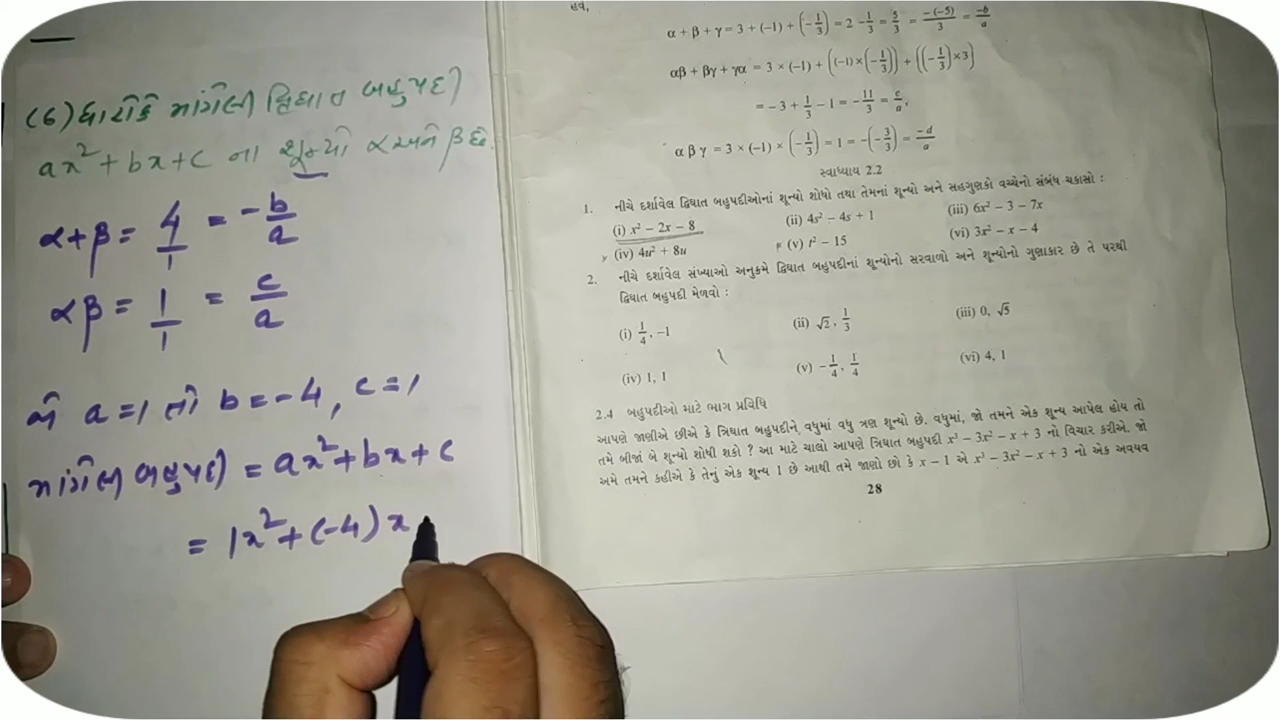 (6) ધારોકે માંગેલી દ્વિઘાત બહુપદી
ax² + bx + c ના શૂન્યો α અને β છે.
α + β = 4/1 = -b/a
αβ = 1/1 = c/a
જો a = 1 તો b = -4, c = 1
માંગેલી બહુપદી = ax² + bx + c
= 1x² + (-4)x
હવે,
α + β + γ = 3 + (-1) + (-1/3) = 2 - 1/3 = 5/3 = -(-5)/3 = -b/a
αβ + βγ + γα = 3 × (-1) + ((-1) × (-1/3)) + ((-1/3) × 3)
= -3 + 1/3 - 1 = -11/3 = c/a,
α β γ = 3 × (-1) × (-1/3) = 1 = -(-3/3) = -d/a
સ્વાધ્યાય 2.2
1. નીચે દર્શાવેલ દ્વિઘાત બહુપદીઓનાં શૂન્યો શોધો તથા તેમનાં શૂન્યો અને સહગુણકો વચ્ચેનો સંબંધ ચકાસો :
(i) x² – 2x – 8 (ii) 4s² – 4s + 1 (iii) 6x² – 3 – 7x
(iv) 4u² + 8u (v) t² – 15 (vi) 3x² – x – 4
2. નીચે દર્શાવેલ સંખ્યાઓ અનુક્રમે દ્વિઘાત બહુપદીનાં શૂન્યોનો સરવાળો અને શૂન્યોનો ગુણાકાર છે તે પરથી
દ્વિઘાત બહુપદી મેળવો :
(i) 1/4, –1 (ii) √2, 1/3 (iii) 0, √5
(iv) 1, 1 (v) –1/4, 1/4 (vi) 4, 1
2.4 બહુપદીઓ માટે ભાગ પ્રવિધિ
આપણે જાણીએ છીએ કે ત્રિઘાત બહુપદીને વધુમાં વધુ ત્રણ શૂન્યો છે. વધુમાં, જો તમને એક શૂન્ય આપેલ હોય તો
તમે બીજાં બે શૂન્યો શોધી શકો ? આ માટે ચાલો આપણે ત્રિઘાત બહુપદી x³ – 3x² – x + 3 નો વિચાર કરીએ. જો
અમે તમને કહીએ કે તેનું એક શૂન્ય 1 છે આથી તમે જાણો છો કે x – 1 એ x³ – 3x² – x + 3 નો એક અવયવ
28